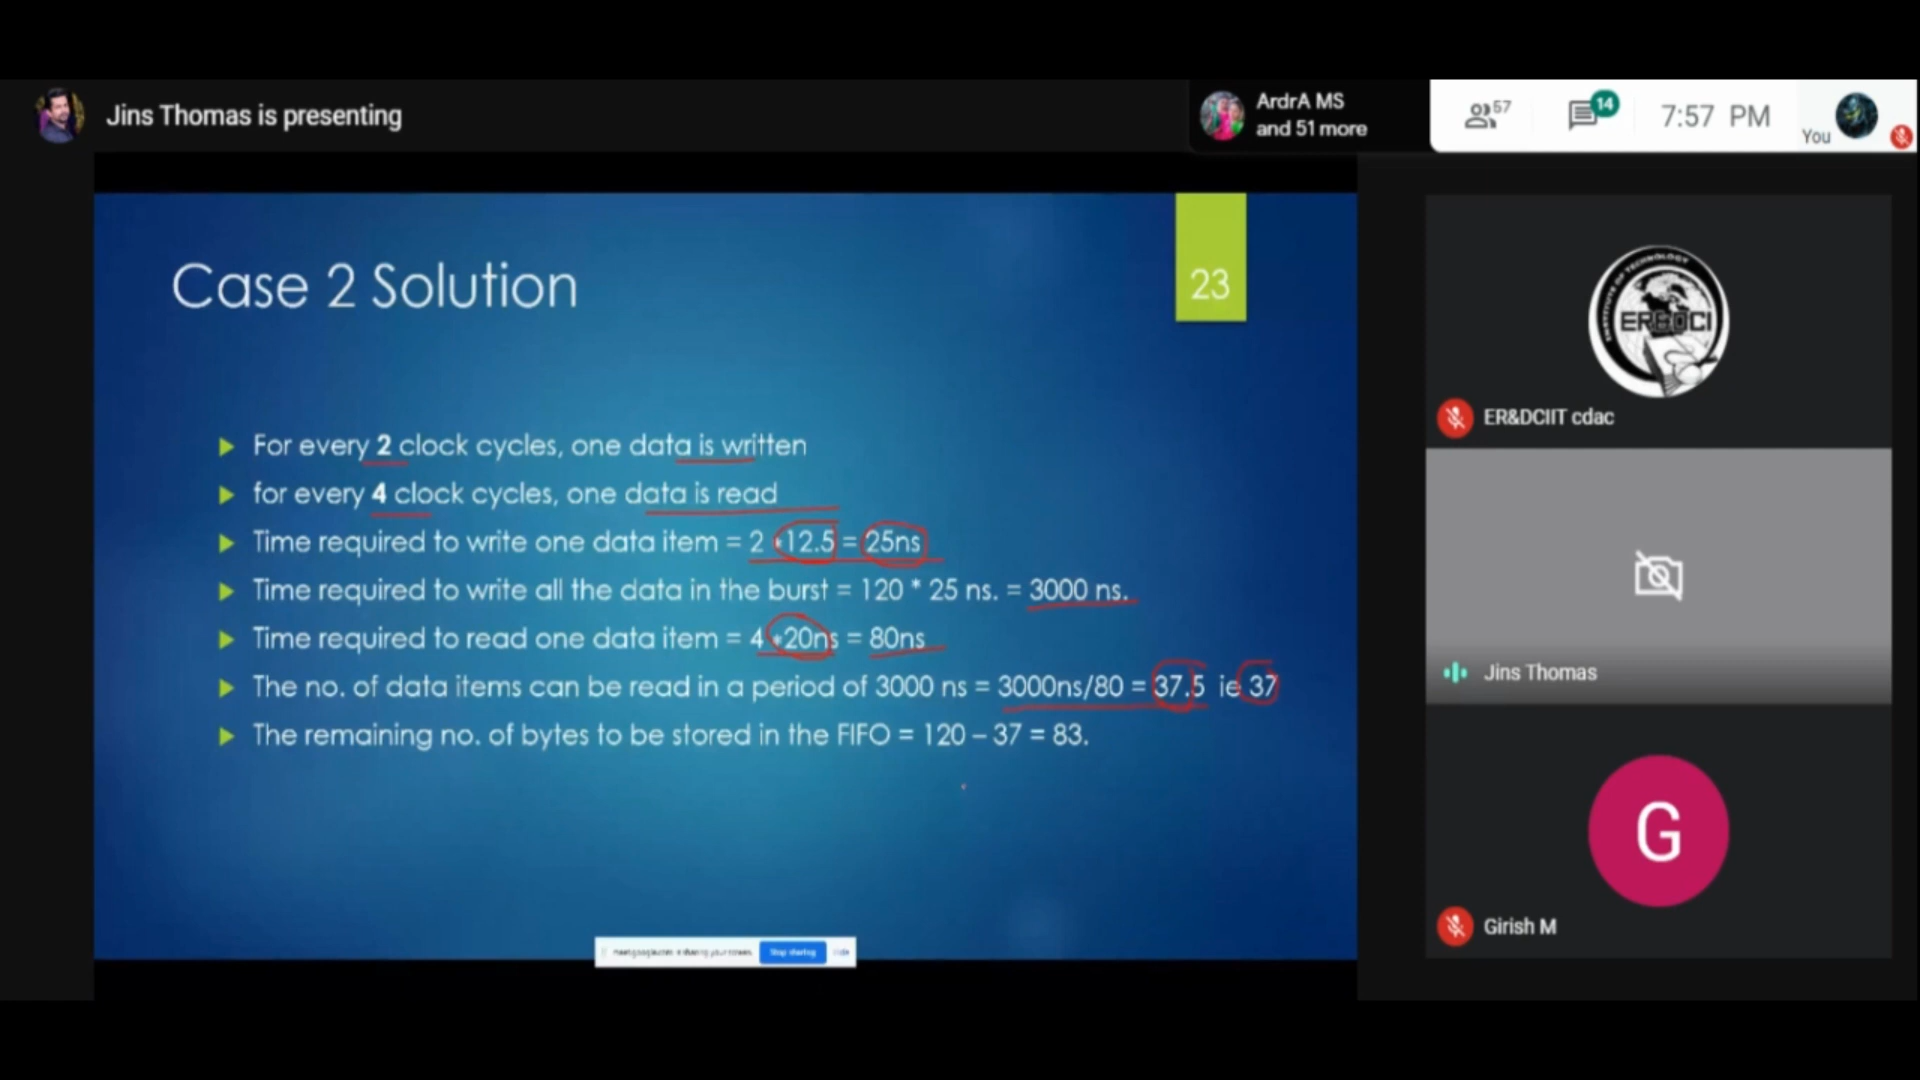 Jins Thomas is presenting
ArdrA MS
and 51 more
57
14
7:57 PM
You
23
Case 2 Solution
For every 2 clock cycles, one data is written
for every 4 clock cycles, one data is read
Time required to write one data item = 2 *12.5 = 25ns
Time required to write all the data in the burst = 120 * 25 ns. = 3000 ns.
Time required to read one data item = 4 *20ns = 80ns
The no. of data items can be read in a period of 3000 ns = 3000ns/80 = 37.5 ie 37
The remaining no. of bytes to be stored in the FIFO = 120 – 37 = 83.
Stop sharing
INSTITUTE OF TECHNOLOGY
ER&DCI
ER&DCIIT cdac
Jins Thomas
G
Girish M